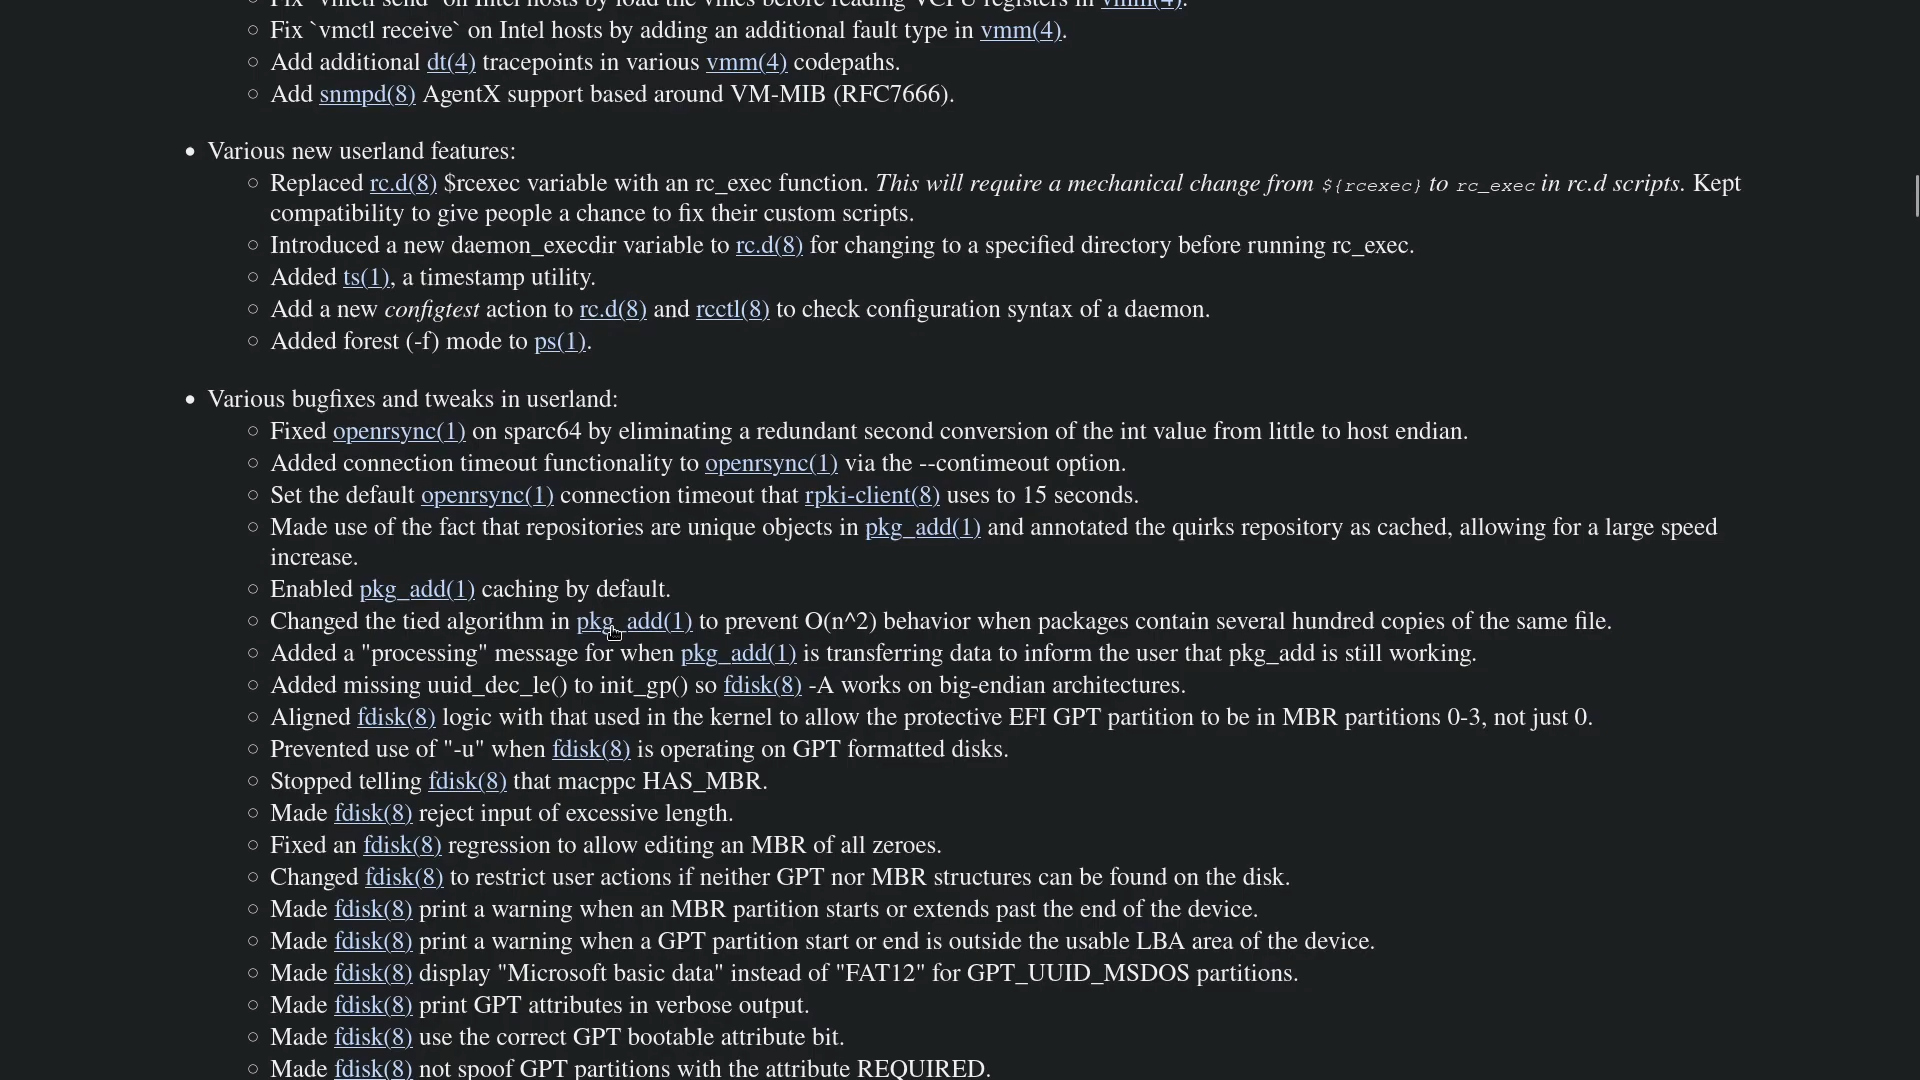 Fix `vmctl send` on Intel hosts by load the vmcs before reading VCPU registers in vmm(4).
Fix `vmctl receive` on Intel hosts by adding an additional fault type in vmm(4).
Add additional dt(4) tracepoints in various vmm(4) codepaths.
Add snmpd(8) AgentX support based around VM-MIB (RFC7666).
Various new userland features:
Replaced rc.d(8) $rcexec variable with an rc_exec function. This will require a mechanical change from ${rcexec} to rc_exec in rc.d scripts. Kept
compatibility to give people a chance to fix their custom scripts.
Introduced a new daemon_execdir variable to rc.d(8) for changing to a specified directory before running rc_exec.
Added ts(1), a timestamp utility.
Add a new configtest action to rc.d(8) and rcctl(8) to check configuration syntax of a daemon.
Added forest (-f) mode to ps(1).
Various bugfixes and tweaks in userland:
Fixed openrsync(1) on sparc64 by eliminating a redundant second conversion of the int value from little to host endian.
Added connection timeout functionality to openrsync(1) via the --contimeout option.
Set the default openrsync(1) connection timeout that rpki-client(8) uses to 15 seconds.
Made use of the fact that repositories are unique objects in pkg_add(1) and annotated the quirks repository as cached, allowing for a large speed
increase.
Enabled pkg_add(1) caching by default.
Changed the tied algorithm in pkg_add(1) to prevent O(n^2) behavior when packages contain several hundred copies of the same file.
Added a "processing" message for when pkg_add(1) is transferring data to inform the user that pkg_add is still working.
Added missing uuid_dec_le() to init_gp() so fdisk(8) -A works on big-endian architectures.
Aligned fdisk(8) logic with that used in the kernel to allow the protective EFI GPT partition to be in MBR partitions 0-3, not just 0.
Prevented use of "-u" when fdisk(8) is operating on GPT formatted disks.
Stopped telling fdisk(8) that macppc HAS_MBR.
Made fdisk(8) reject input of excessive length.
Fixed an fdisk(8) regression to allow editing an MBR of all zeroes.
Changed fdisk(8) to restrict user actions if neither GPT nor MBR structures can be found on the disk.
Made fdisk(8) print a warning when an MBR partition starts or extends past the end of the device.
Made fdisk(8) print a warning when a GPT partition start or end is outside the usable LBA area of the device.
Made fdisk(8) display "Microsoft basic data" instead of "FAT12" for GPT_UUID_MSDOS partitions.
Made fdisk(8) print GPT attributes in verbose output.
Made fdisk(8) use the correct GPT bootable attribute bit.
Made fdisk(8) not spoof GPT partitions with the attribute REQUIRED.